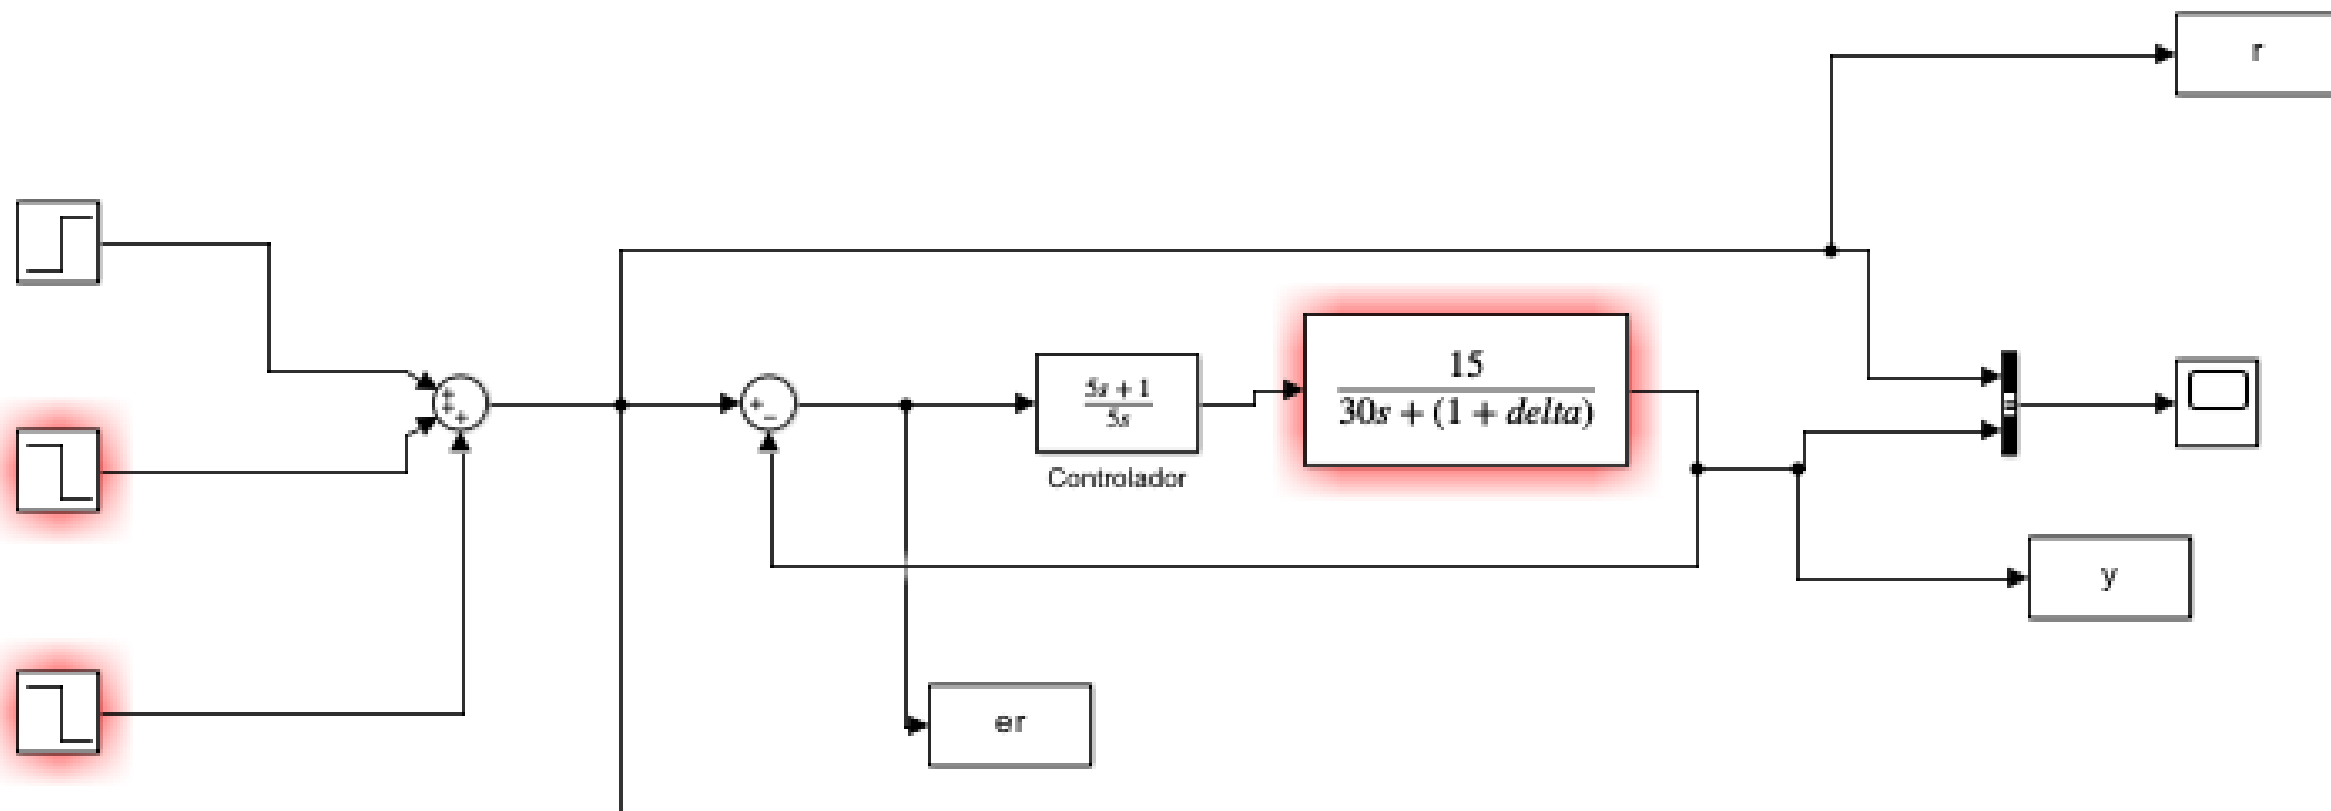 r
5s + 1
5s
15
30s + (1 + delta)
Controlador
y
er